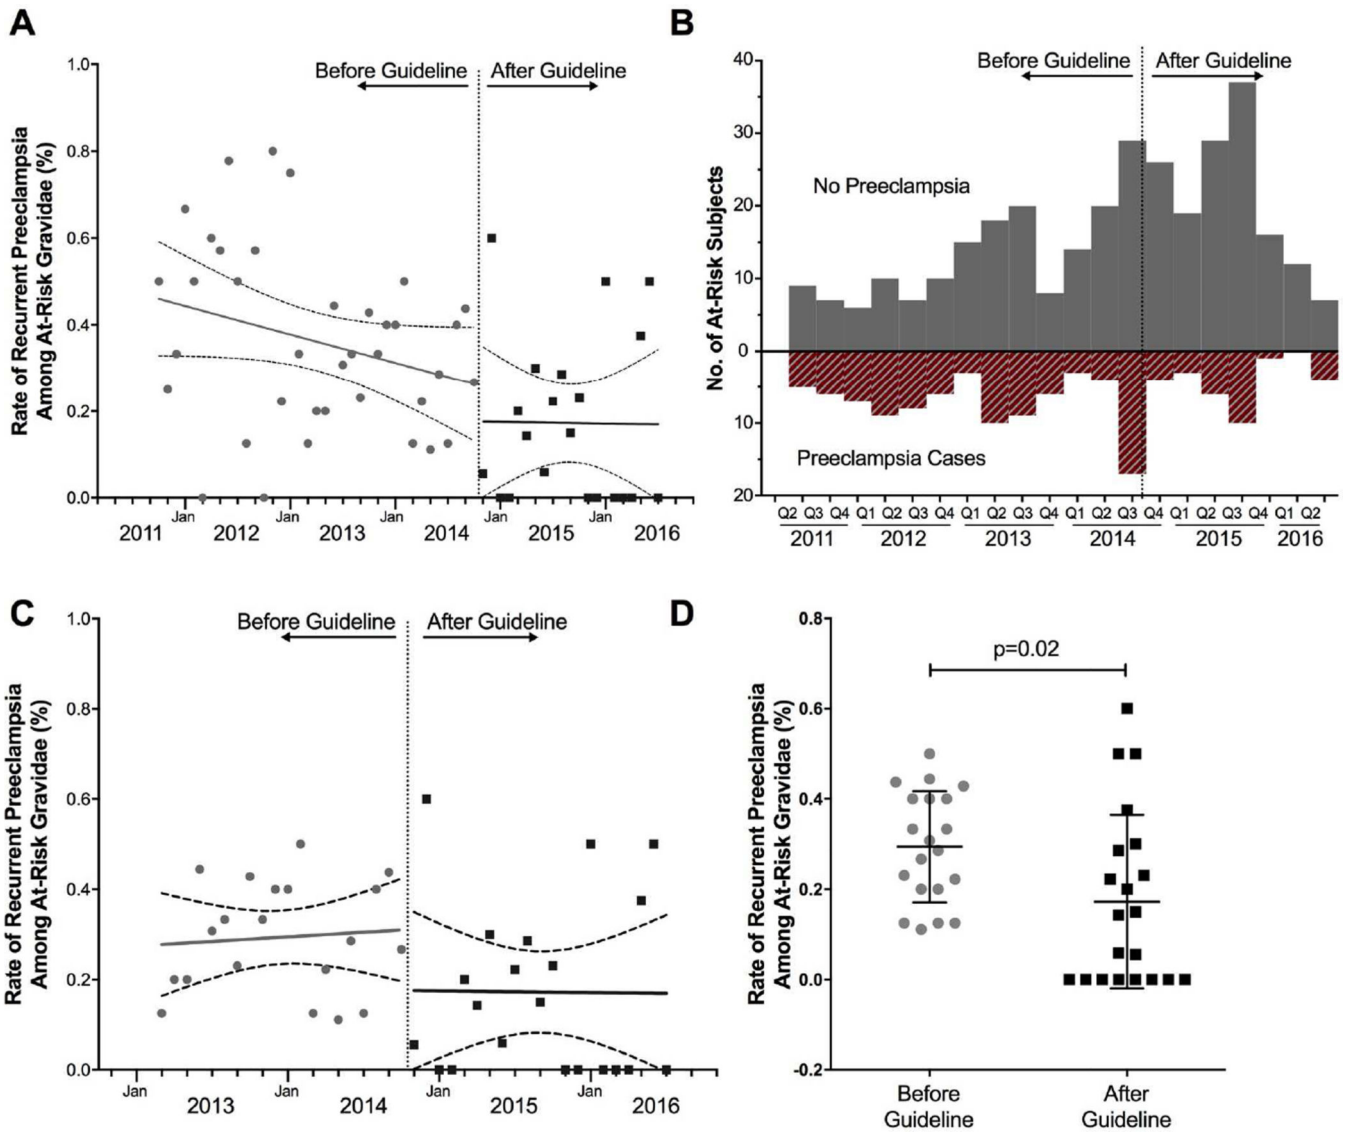 A
Rate of Recurrent Preeclampsia
Among At-Risk Gravidae (%)
1.0
0.8
0.6
0.4
0.2
0.0
Before Guideline
After Guideline
Jan Jan Jan Jan Jan
2011 2012 2013 2014 2015 2016
B
No. of At-Risk Subjects
40
30
20
10
0
10
20
Before Guideline
After Guideline
No Preeclampsia
Preeclampsia Cases
Q2 Q3 Q4 Q1 Q2 Q3 Q4 Q1 Q2 Q3 Q4 Q1 Q2 Q3 Q4 Q1 Q2 Q3 Q4 Q1 Q2
2011 2012 2013 2014 2015 2016
C
Rate of Recurrent Preeclampsia
Among At-Risk Gravidae (%)
1.0
0.8
0.6
0.4
0.2
0.0
Before Guideline
After Guideline
Jan Jan Jan Jan
2013 2014 2015 2016
D
Rate of Recurrent Preeclampsia
Among At-Risk Gravidae (%)
0.8
0.6
0.4
0.2
0.0
-0.2
p=0.02
Before
Guideline
After
Guideline